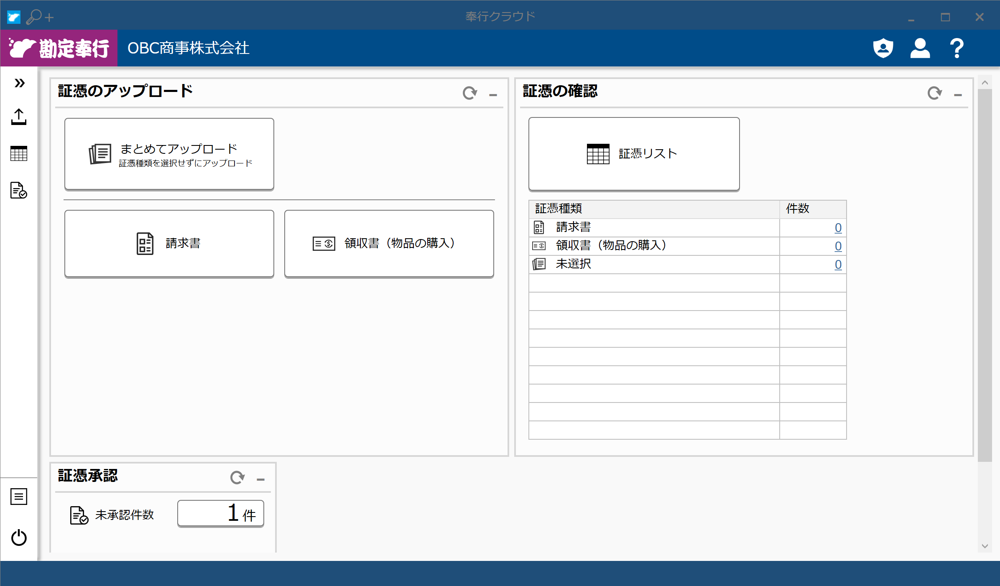 奉行クラウド
勘定奉行
OBC商事株式会社
証憑のアップロード
まとめてアップロード
証憑種類を選択せずにアップロード
請求書
領収書（物品の購入）
証憑の確認
証憑リスト
証憑種類 件数
請求書 0
領収書（物品の購入） 0
未選択 0
証憑承認
未承認件数 1 件